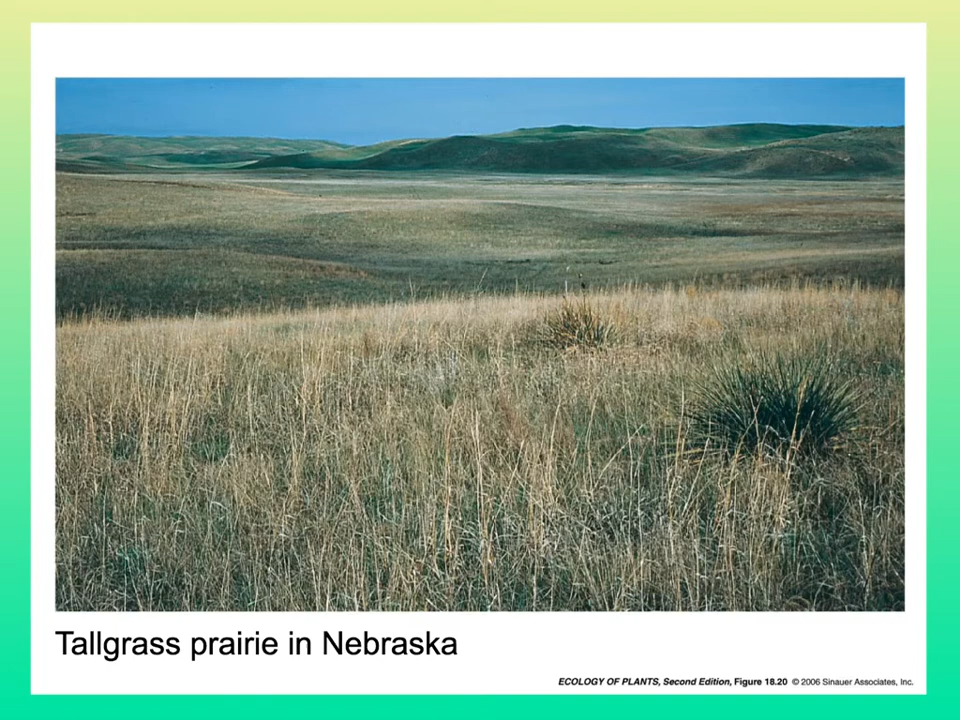 Tallgrass prairie in Nebraska
ECOLOGY OF PLANTS, Second Edition, Figure 18.20 © 2006 Sinauer Associates, Inc.